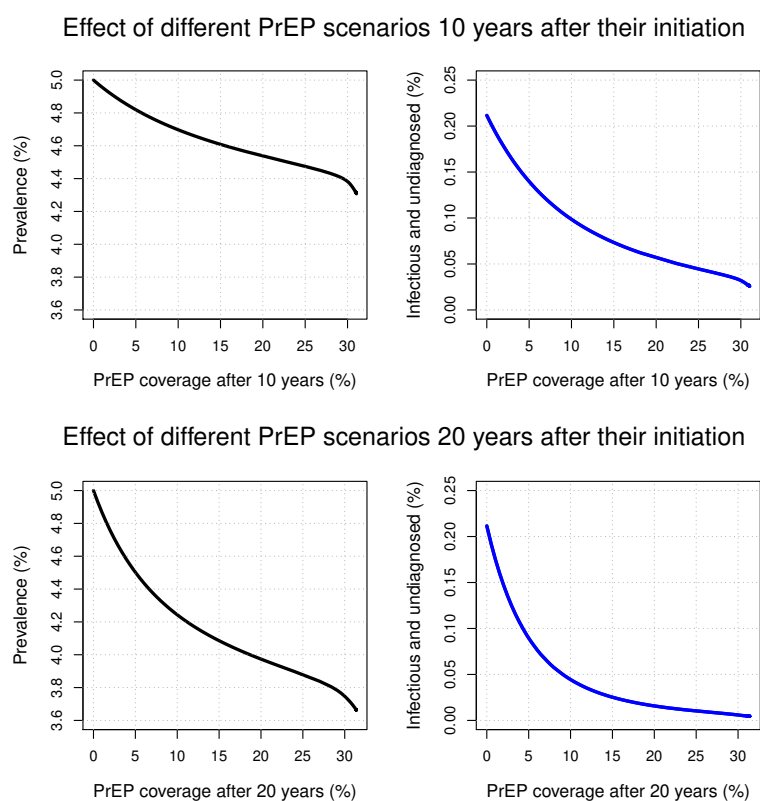 Effect of different PrEP scenarios 10 years after their initiation
Prevalence (%)
5.0
4.8
4.6
4.4
4.2
4.0
3.8
3.6
0 5 10 15 20 25 30
PrEP coverage after 10 years (%)
Infectious and undiagnosed (%)
0.25
0.20
0.15
0.10
0.05
0.00
0 5 10 15 20 25 30
PrEP coverage after 10 years (%)
Effect of different PrEP scenarios 20 years after their initiation
Prevalence (%)
5.0
4.8
4.6
4.4
4.2
4.0
3.8
3.6
0 5 10 15 20 25 30
PrEP coverage after 20 years (%)
Infectious and undiagnosed (%)
0.25
0.20
0.15
0.10
0.05
0.00
0 5 10 15 20 25 30
PrEP coverage after 20 years (%)